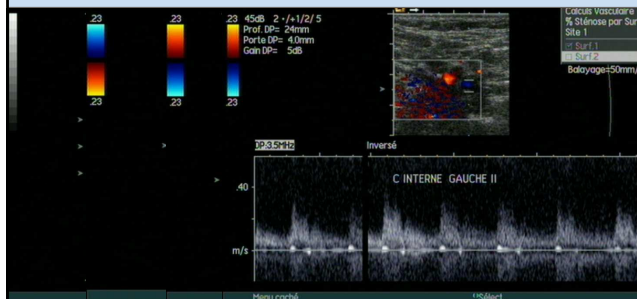 .23 .23 .23
45dB 2 •/+1/2/ 5
Prof. DP= 24mm
Porte DP= 4.0mm
Gain DP= 5dB
.23 .23 .23
Calculs Vasculaire
% Sténose par Sur
Site 1
Surf.1
Surf.2
Balayage=50mm/
DP:3.5MHz
Inversé
C INTERNE GAUCHE II
.40
m/s
Menu caché
Sélect